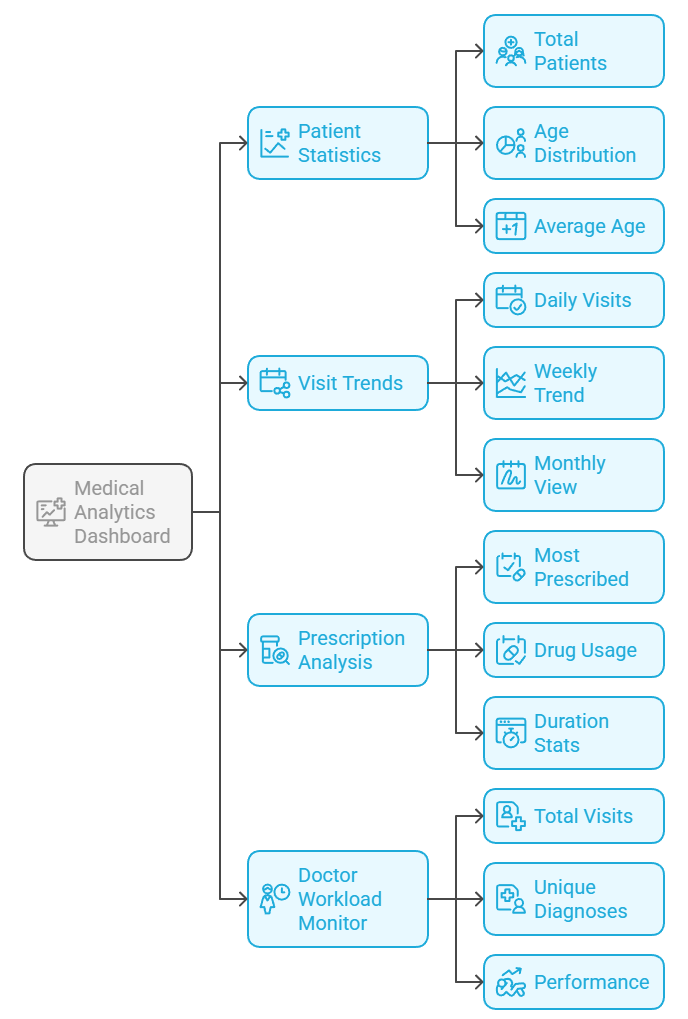 Medical
Analytics
Dashboard
Patient
Statistics
Total
Patients
Age
Distribution
+1
Average Age
Visit Trends
Daily Visits
Weekly
Trend
Monthly
View
Prescription
Analysis
Most
Prescribed
Drug Usage
Duration
Stats
Doctor
Workload
Monitor
Total Visits
Unique
Diagnoses
Performance